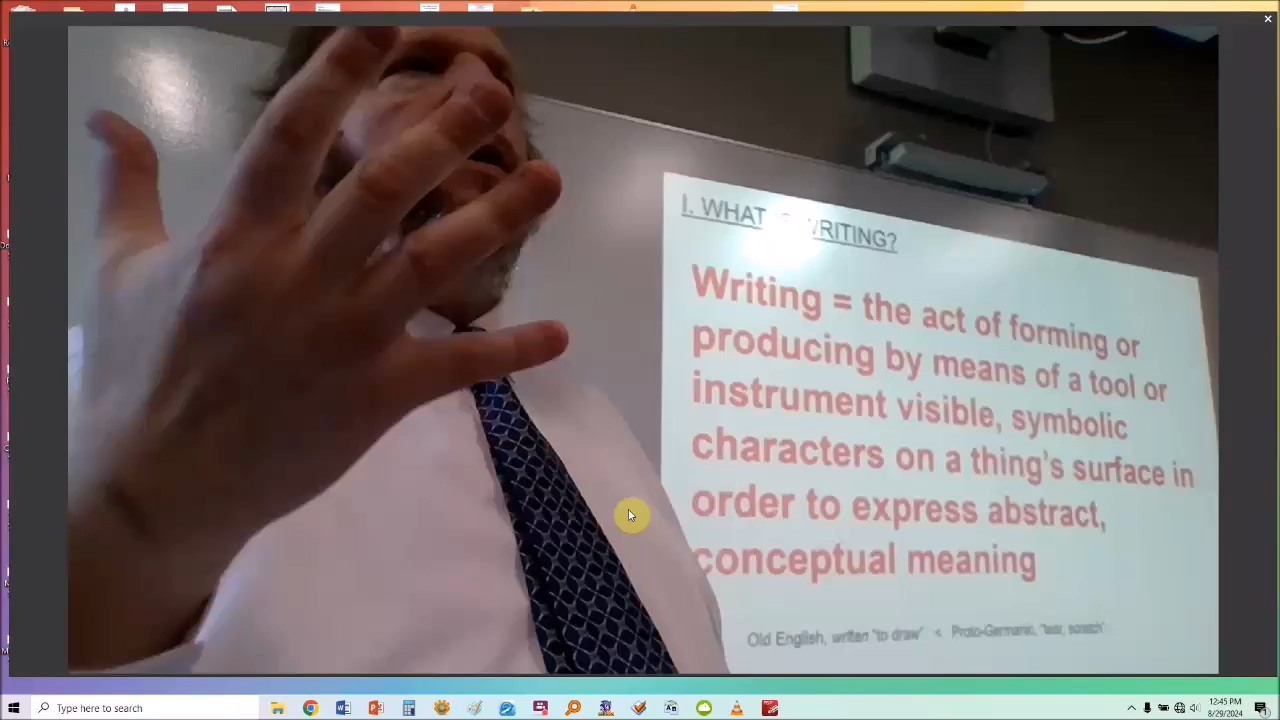 I. WHAT WRITING?
Writing = the act of forming or
producing by means of a tool or
instrument visible, symbolic
characters on a thing's surface in
order to express abstract,
conceptual meaning
Old English, writen "to draw" < Proto-Germanic, "tear, scratch"
Type here to search
12:45 PM
8/29/2024